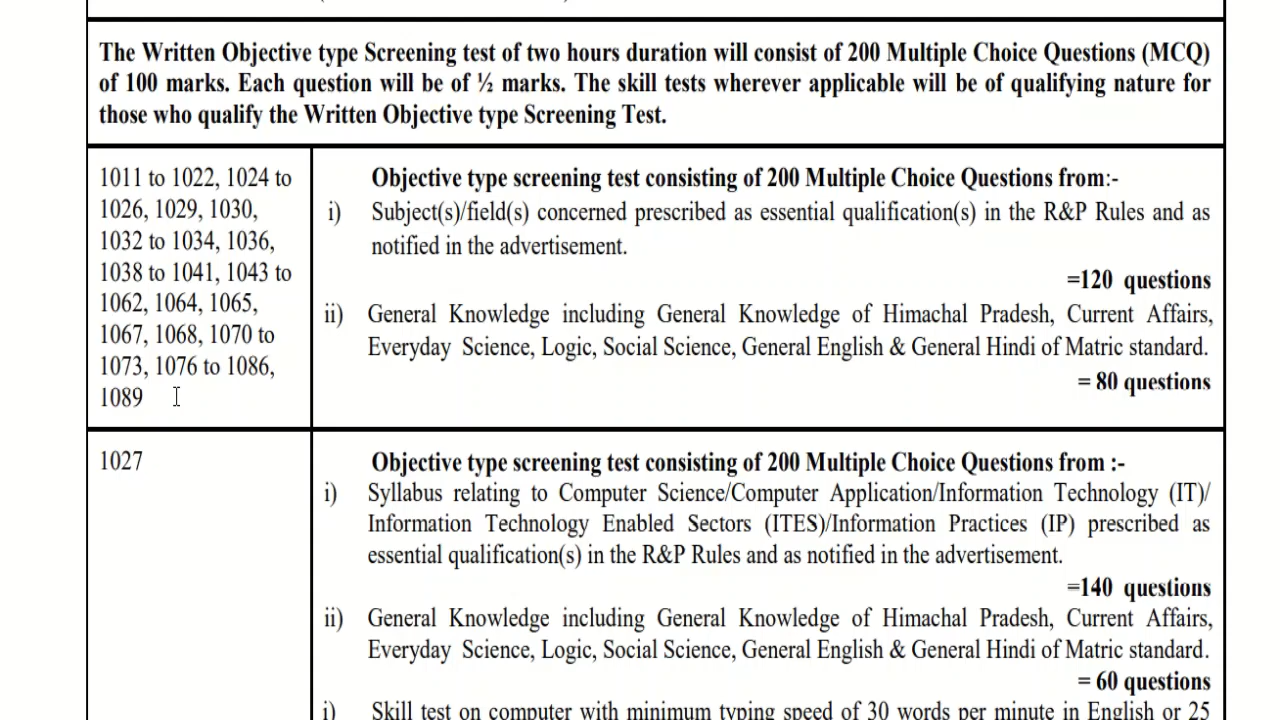 The Written Objective type Screening test of two hours duration will consist of 200 Multiple Choice Questions (MCQ)
of 100 marks. Each question will be of ½ marks. The skill tests wherever applicable will be of qualifying nature for
those who qualify the Written Objective type Screening Test.
1011 to 1022, 1024 to
1026, 1029, 1030,
1032 to 1034, 1036,
1038 to 1041, 1043 to
1062, 1064, 1065,
1067, 1068, 1070 to
1073, 1076 to 1086,
1089
Objective type screening test consisting of 200 Multiple Choice Questions from:-
i) Subject(s)/field(s) concerned prescribed as essential qualification(s) in the R&P Rules and as
notified in the advertisement.
=120 questions
ii) General Knowledge including General Knowledge of Himachal Pradesh, Current Affairs,
Everyday Science, Logic, Social Science, General English & General Hindi of Matric standard.
= 80 questions
1027
Objective type screening test consisting of 200 Multiple Choice Questions from :-
i) Syllabus relating to Computer Science/Computer Application/Information Technology (IT)/
Information Technology Enabled Sectors (ITES)/Information Practices (IP) prescribed as
essential qualification(s) in the R&P Rules and as notified in the advertisement.
=140 questions
ii) General Knowledge including General Knowledge of Himachal Pradesh, Current Affairs,
Everyday Science, Logic, Social Science, General English & General Hindi of Matric standard.
= 60 questions
i) Skill test on computer with minimum typing speed of 30 words per minute in English or 25